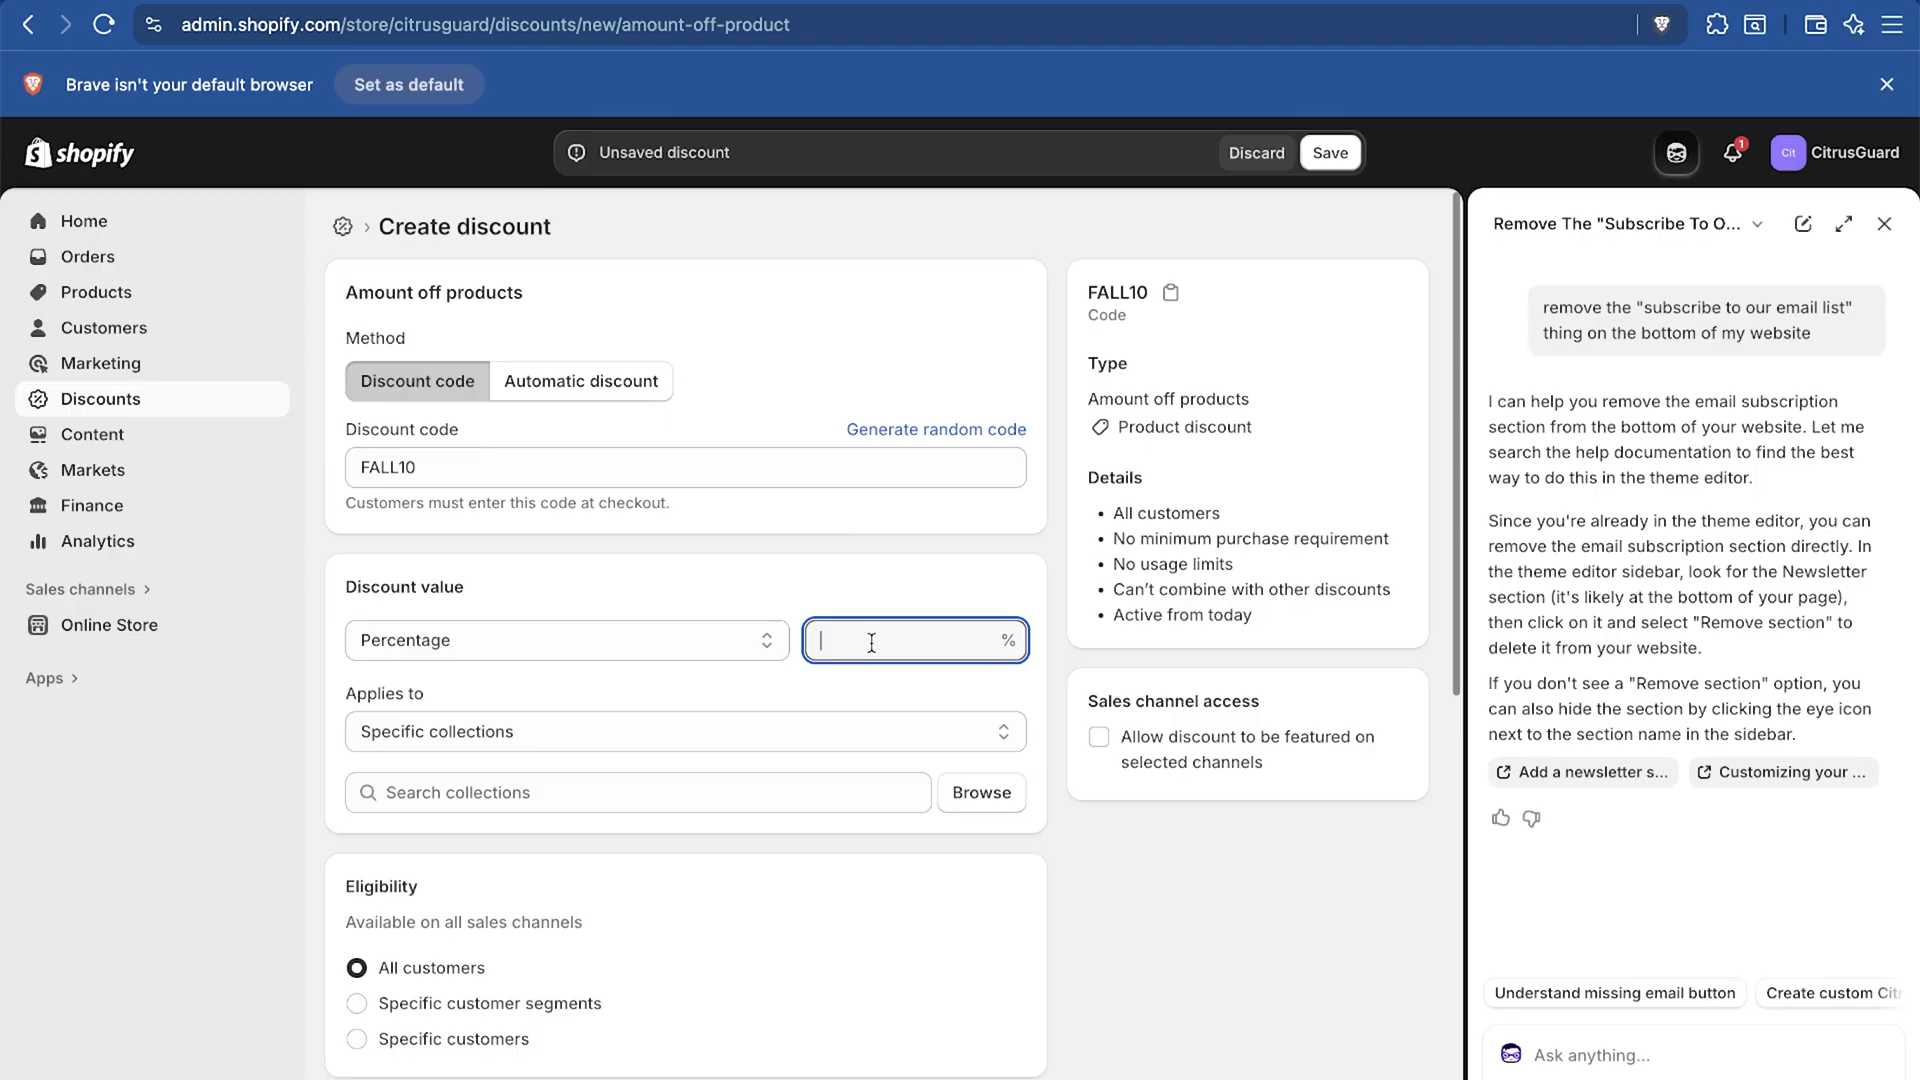 admin.shopify.com/store/citrusguard/discounts/new/amount-off-product
Brave isn't your default browser
Set as default
shopify
Unsaved discount
Discard
Save
1
Cit
CitrusGuard
Home
Orders
Products
Customers
Marketing
Discounts
Content
Markets
Finance
Analytics
Sales channels
Online Store
Apps
Create discount
Amount off products
Method
Discount code
Automatic discount
Discount code
Generate random code
FALL10
Customers must enter this code at checkout.
Discount value
Percentage
%
Applies to
Specific collections
Search collections
Browse
Eligibility
Available on all sales channels
All customers
Specific customer segments
Specific customers
FALL10
Code
Type
Amount off products
Product discount
Details
• All customers
• No minimum purchase requirement
• No usage limits
• Can’t combine with other discounts
• Active from today
Sales channel access
Allow discount to be featured on
selected channels
Remove The "Subscribe To O...
remove the "subscribe to our email list"
thing on the bottom of my website
I can help you remove the email subscription
section from the bottom of your website. Let me
search the help documentation to find the best
way to do this in the theme editor.
Since you're already in the theme editor, you can
remove the email subscription section directly. In
the theme editor sidebar, look for the Newsletter
section (it's likely at the bottom of your page),
then click on it and select "Remove section" to
delete it from your website.
If you don't see a "Remove section" option, you
can also hide the section by clicking the eye icon
next to the section name in the sidebar.
Add a newsletter s...
Customizing your ...
Understand missing email button
Create custom Cit
Ask anything...